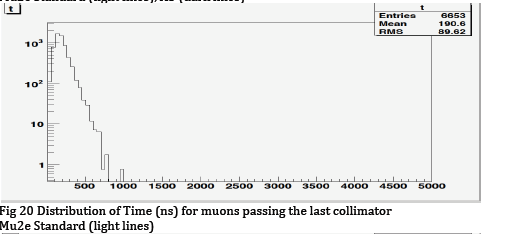 t
t
Entries 6653
Mean 190.6
RMS 89.62
10³
10²
10
1
500 1000 1500 2000 2500 3000 3500 4000 4500 5000
Fig 20 Distribution of Time (ns) for muons passing the last collimator
Mu2e Standard (light lines)